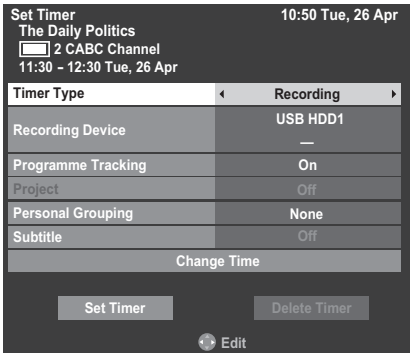 Set Timer 10:50 Tue, 26 Apr
The Daily Politics
2 CABC Channel
11:30 - 12:30 Tue, 26 Apr
Timer Type Recording
Recording Device USB HDD1
—
Programme Tracking On
Project Off
Personal Grouping None
Subtitle Off
Change Time
Set Timer Delete Timer
Edit